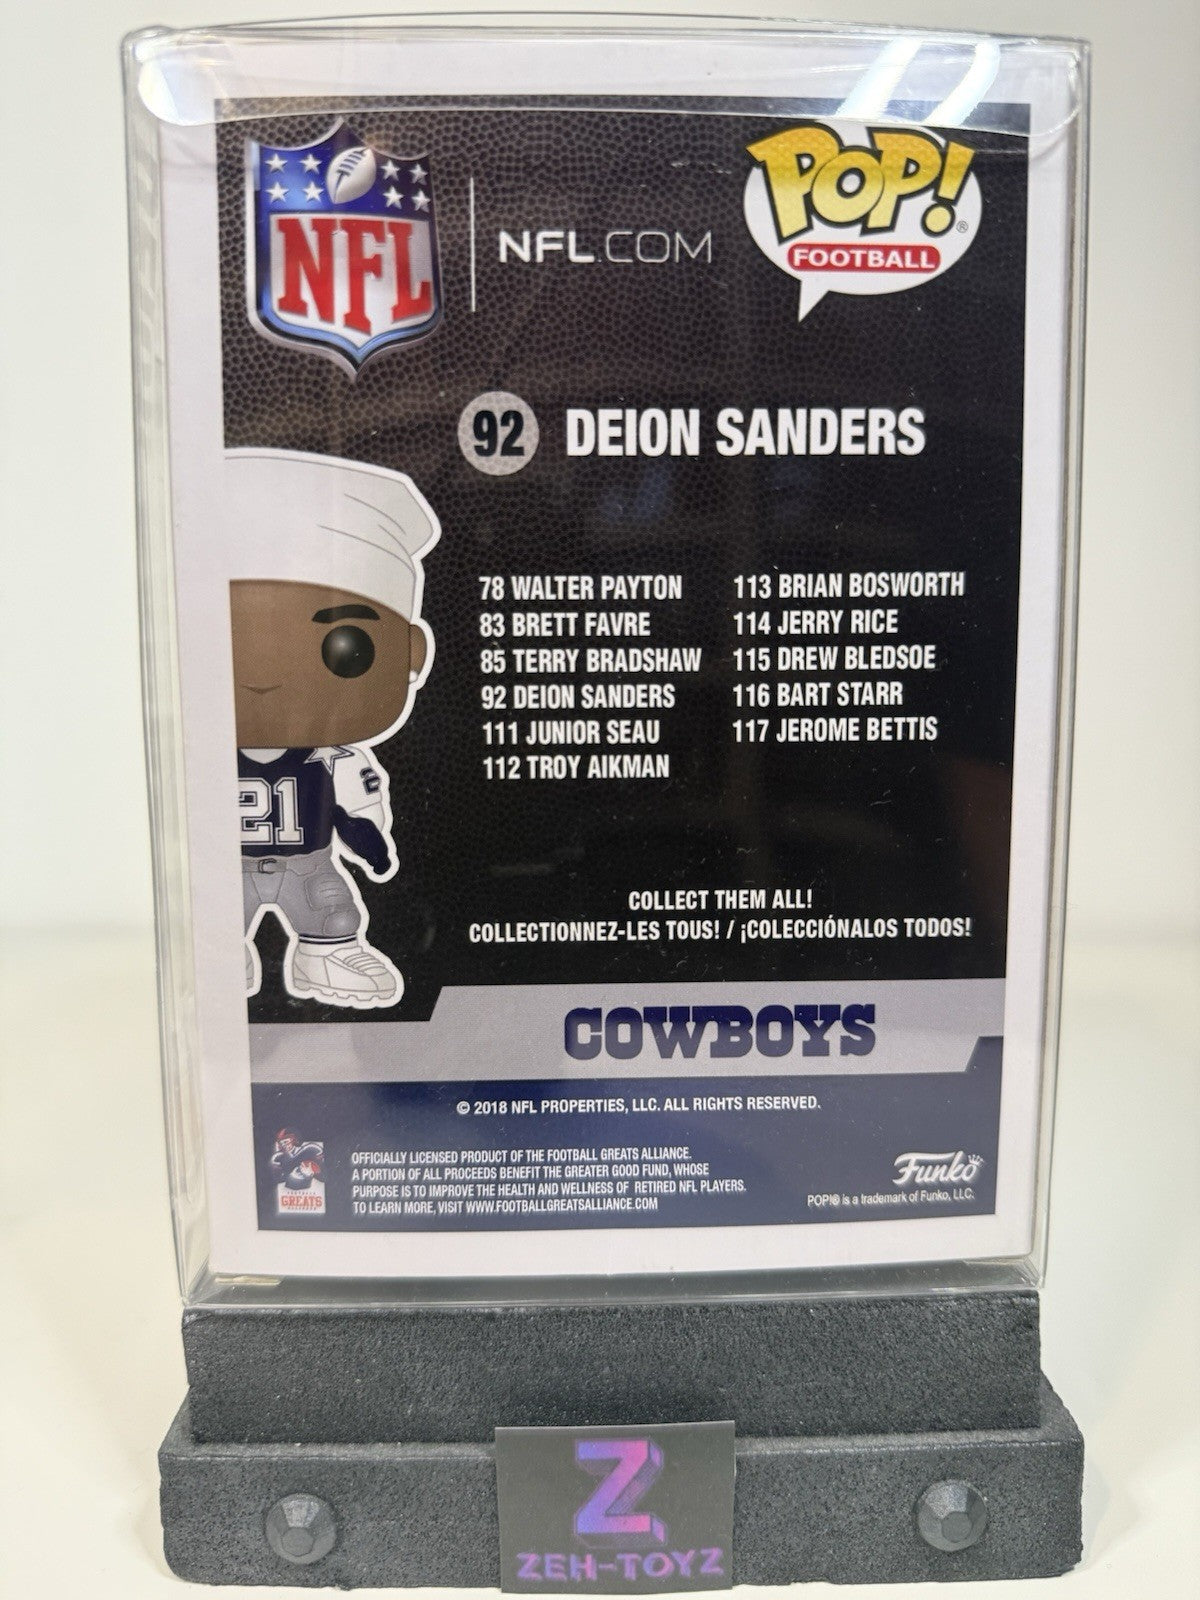 NFL
NFL.COM
POP!®
FOOTBALL
92 DEION SANDERS
78 WALTER PAYTON
83 BRETT FAVRE
85 TERRY BRADSHAW
92 DEION SANDERS
111 JUNIOR SEAU
112 TROY AIKMAN
113 BRIAN BOSWORTH
114 JERRY RICE
115 DREW BLEDSOE
116 BART STARR
117 JEROME BETTIS
2
21
COLLECT THEM ALL!
COLLECTIONNEZ-LES TOUS! / ¡COLECCIÓNALOS TODOS!
COWBOYS
© 2018 NFL PROPERTIES, LLC. ALL RIGHTS RESERVED.
GREATS
OFFICIALLY LICENSED PRODUCT OF THE FOOTBALL GREATS ALLIANCE.
A PORTION OF ALL PROCEEDS BENEFIT THE GREATER GOOD FUND, WHOSE
PURPOSE IS TO IMPROVE THE HEALTH AND WELLNESS OF RETIRED NFL PLAYERS.
TO LEARN MORE, VISIT WWW.FOOTBALLGREATSALLIANCE.COM
Funko
POP!® is a trademark of Funko, LLC.
Z
ZEH-TOYZ